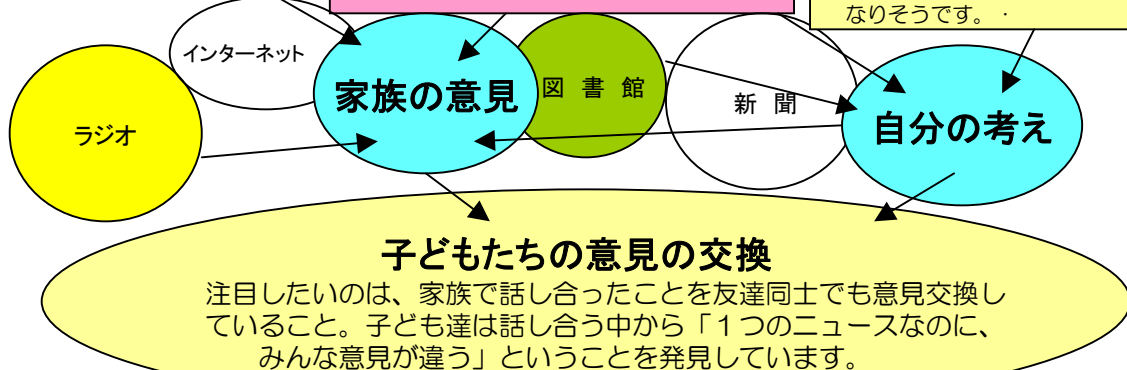 なりそうです。・
インターネット
家族の意見
図 書 館
新 聞
ラジオ
自分の考え
子どもたちの意見の交換
注目したいのは、家族で話し合ったことを友達同士でも意見交換し
ていること。子ども達は話し合う中から「１つのニュースなのに、
みんな意見が違う」ということを発見しています。